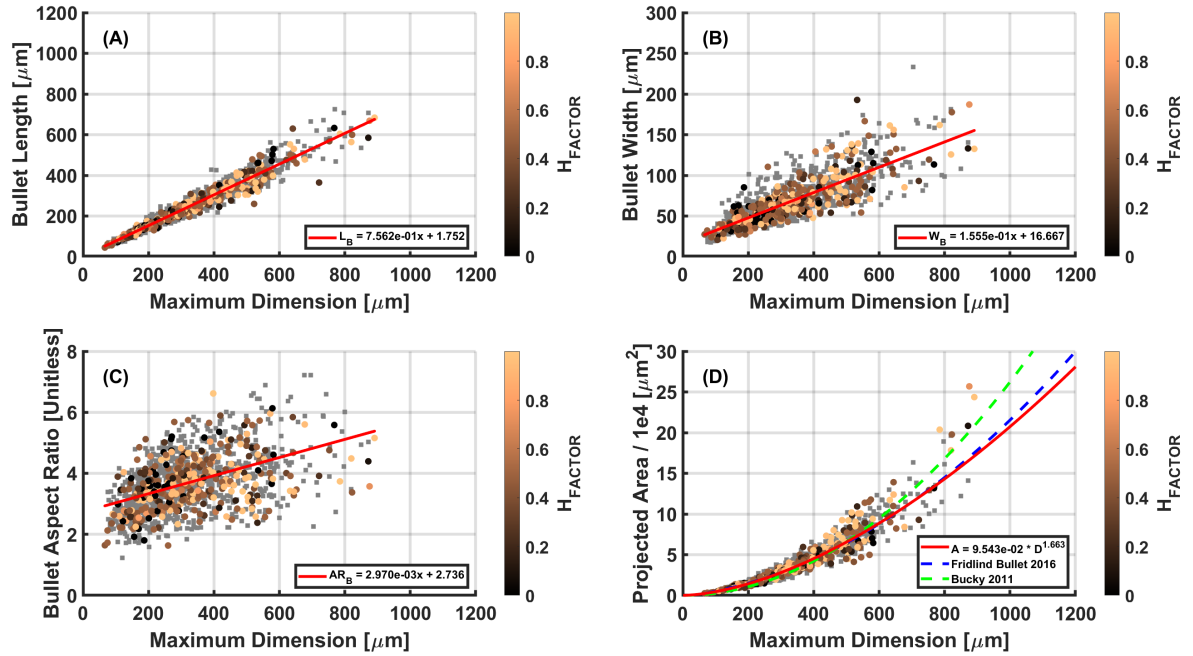 (A)
Bullet Length [μm]
1200
1000
800
600
400
200
0
0 200 400 600 800 1000 1200
Maximum Dimension [μm]
L_B = 7.562e-01x + 1.752
0.8
0.6
0.4
0.2
0
H_FACTOR
(B)
Bullet Width [μm]
300
250
200
150
100
50
0
0 200 400 600 800 1000 1200
Maximum Dimension [μm]
W_B = 1.555e-01x + 16.667
0.8
0.6
0.4
0.2
0
H_FACTOR
(C)
Bullet Aspect Ratio [Unitless]
8
6
4
2
0
0 200 400 600 800 1000 1200
Maximum Dimension [μm]
AR_B = 2.970e-03x + 2.736
0.8
0.6
0.4
0.2
0
H_FACTOR
(D)
Projected Area / 1e4 [μm²]
30
25
20
15
10
5
0
0 200 400 600 800 1000 1200
Maximum Dimension [μm]
A = 9.543e-02 * D^1.663
Fridlind Bullet 2016
Bucky 2011
0.8
0.6
0.4
0.2
0
H_FACTOR